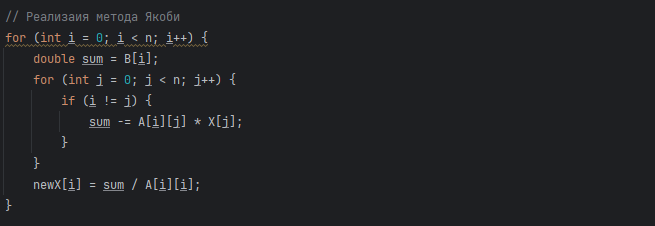 // Реализаия метода Якоби
for (int i = 0; i < n; i++) {
    double sum = B[i];
    for (int j = 0; j < n; j++) {
        if (i != j) {
            sum -= A[i][j] * X[j];
        }
    }
    newX[i] = sum / A[i][i];
}